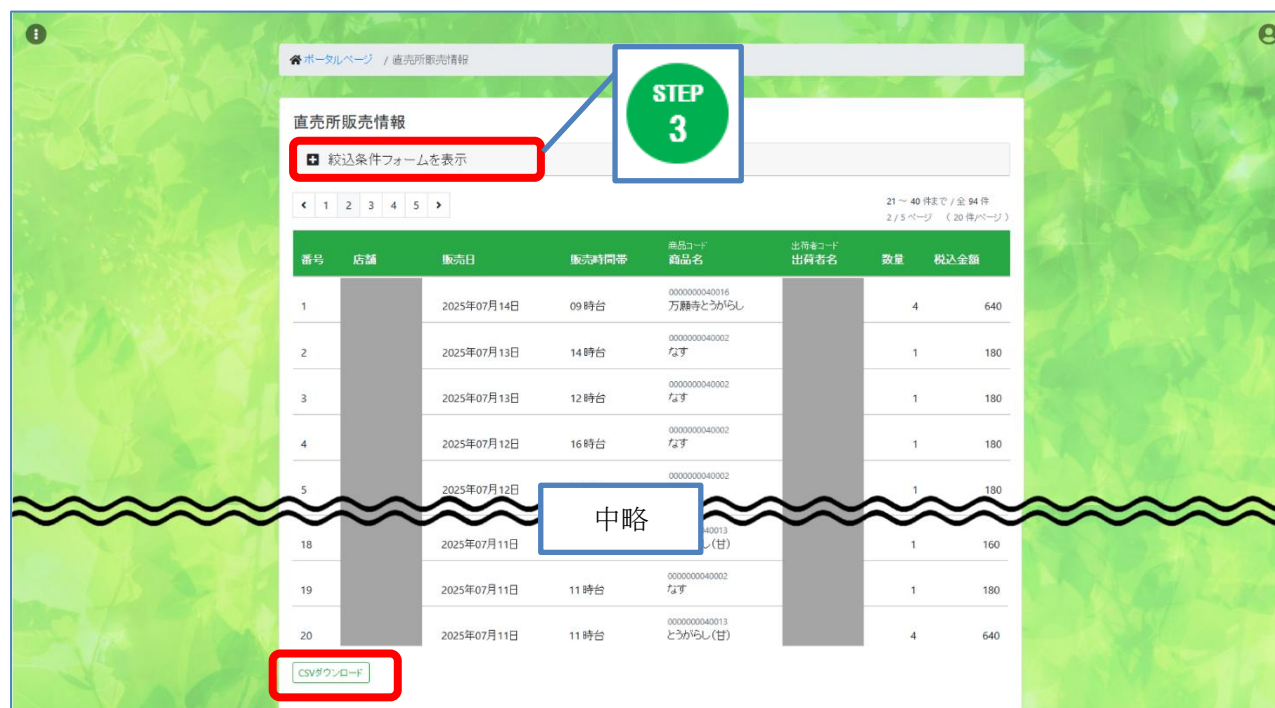 ポータルページ / 直売所販売情報
STEP
3
直売所販売情報
絞込条件フォームを表示
1 2 3 4 5
21 ~ 40 件まで / 全 94 件
2 / 5 ページ ( 20 件/ページ )
番号 店舗 販売日 販売時間帯 商品コード 商品名 出荷者コード 出荷者名 数量 税込金額
0000000040016
1 2025年07月14日 09時台 万願寺とうがらし 4 640
0000000040002
2 2025年07月13日 14時台 なす 1 180
0000000040002
3 2025年07月13日 12時台 なす 1 180
0000000040002
4 2025年07月12日 16時台 なす 1 180
0000000040002
5 2025年07月12日 1 180
中略
40013
18 2025年07月11日 し(甘) 1 160
0000000040002
19 2025年07月11日 11時台 なす 1 180
0000000040013
20 2025年07月11日 11時台 とうがらし(甘) 4 640
CSVダウンロード